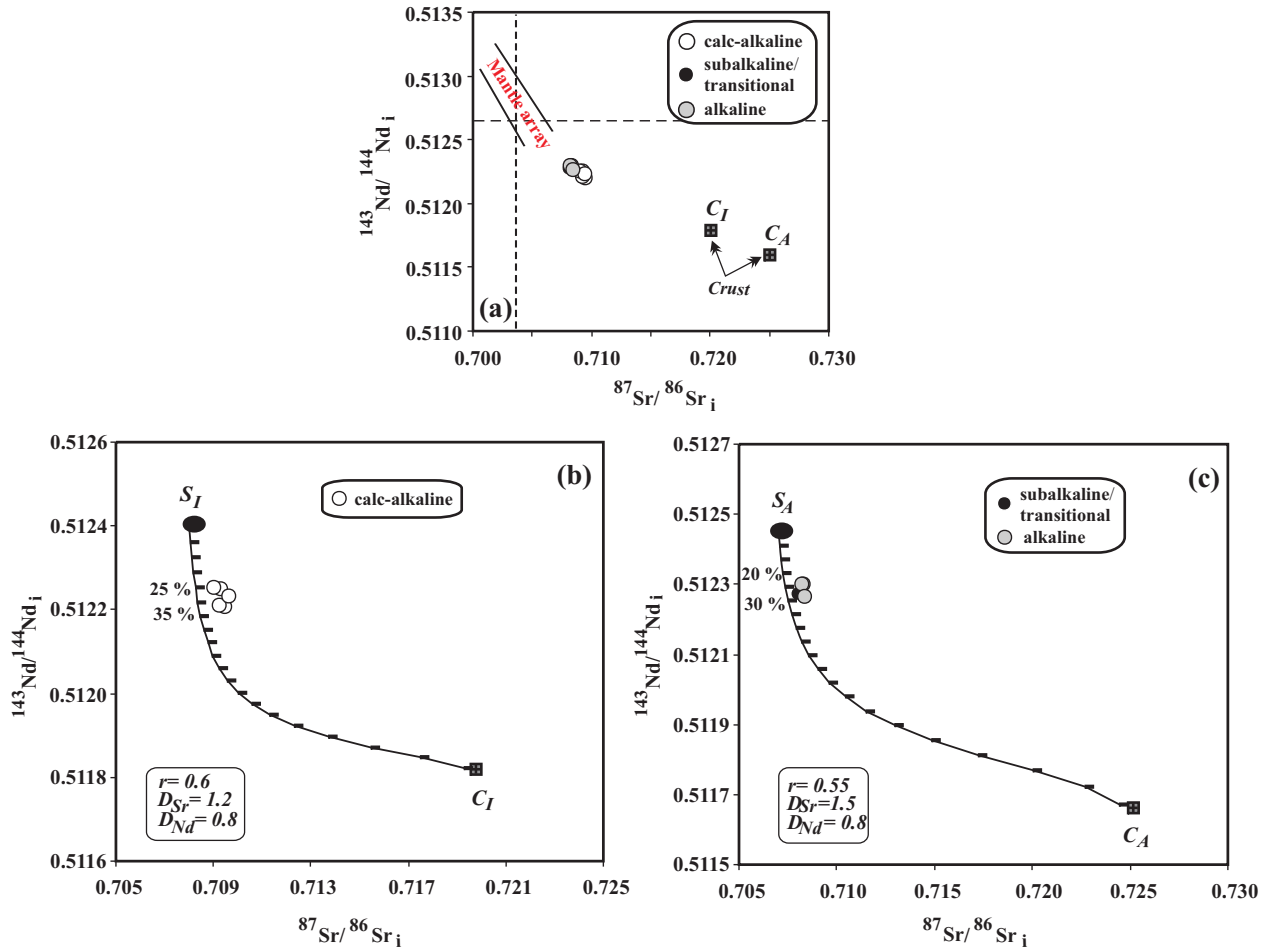 0.5135
0.5130
0.5125
0.5120
0.5115
0.5110
143Nd/ 144Nd i
calc-alkaline
subalkaline/
transitional
alkaline
Mantle array
C I
C A
Crust
(a)
0.700 0.710 0.720 0.730
87Sr/ 86Sr i
0.5126
0.5124
0.5122
0.5120
0.5118
0.5116
143Nd/144Nd i
(b)
calc-alkaline
S I
25 %
35 %
r= 0.6
D Sr= 1.2
D Nd= 0.8
C I
0.705 0.709 0.713 0.717 0.721 0.725
87Sr/ 86Sr i
0.5127
0.5125
0.5123
0.5121
0.5119
0.5117
0.5115
143Nd/144Nd i
(c)
subalkaline/
transitional
alkaline
S A
20 %
30 %
r= 0.55
D Sr=1.5
D Nd= 0.8
C A
0.705 0.710 0.715 0.720 0.725 0.730
87Sr/ 86Sr i